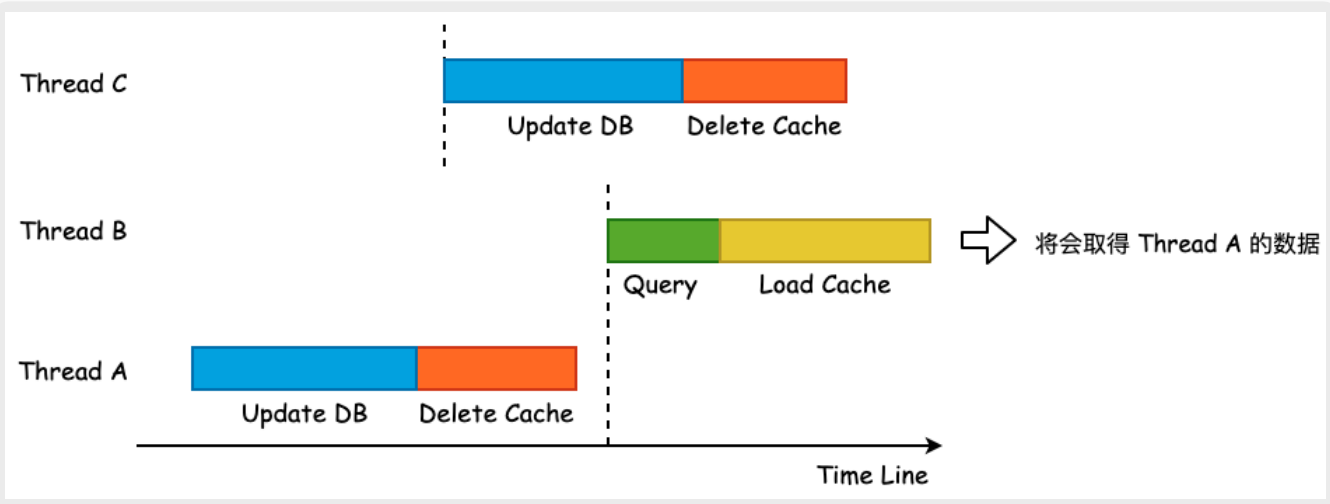 Thread C
Update DB
Delete Cache
Thread B
将会取得 Thread A 的数据
Query
Load Cache
Thread A
Update DB
Delete Cache
Time Line